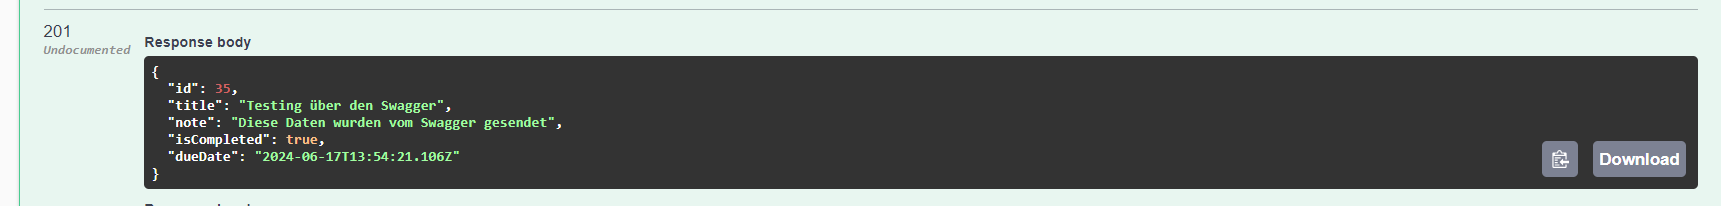 201
Undocumented
Response body
{
"id": 35,
"title": "Testing über den Swagger",
"note": "Diese Daten wurden vom Swagger gesendet",
"isCompleted": true,
"dueDate": "2024-06-17T13:54:21.106Z"
}
Download